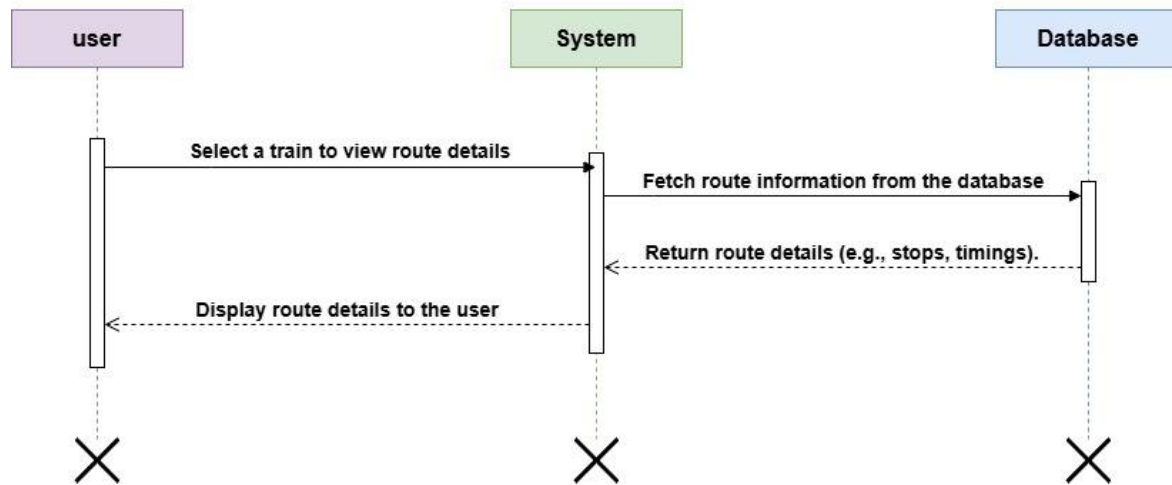 user
System
Database
Select a train to view route details
Fetch route information from the database
Return route details (e.g., stops, timings).
Display route details to the user